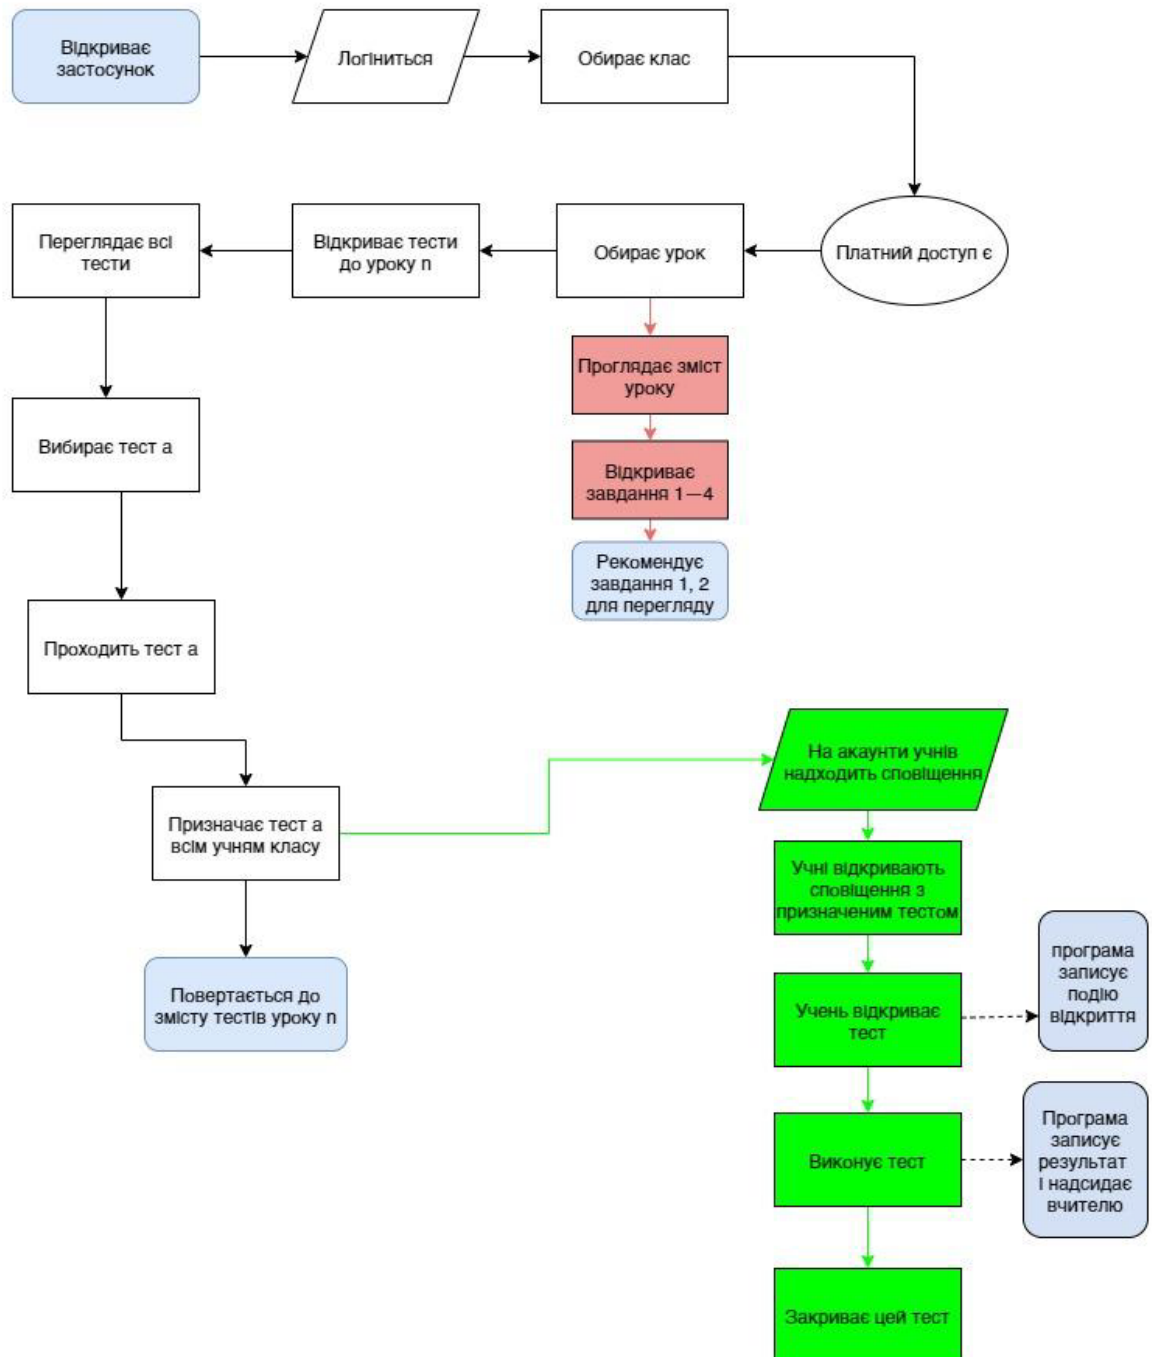 Відкриває
застосунок
Логіниться
Обирає клас
Переглядає всі
тести
Відкриває тести
до уроку n
Обирає урок
Платний доступ є
Проглядає зміст
уроку
Вибирає тест а
Відкриває
завдання 1—4
Рекомендує
завдання 1, 2
для перегляду
Проходить тест а
На акаунти учнів
надходить сповіщення
Призначає тест а
всім учням класу
Учні відкривають
сповіщення з
призначеним тестом
програма
записує
подію
відкриття
Повертається до
змісту тестів уроку n
Учень відкриває
тест
Програма
записує
результат
і надсидає
вчителю
Виконує тест
Закриває цей тест